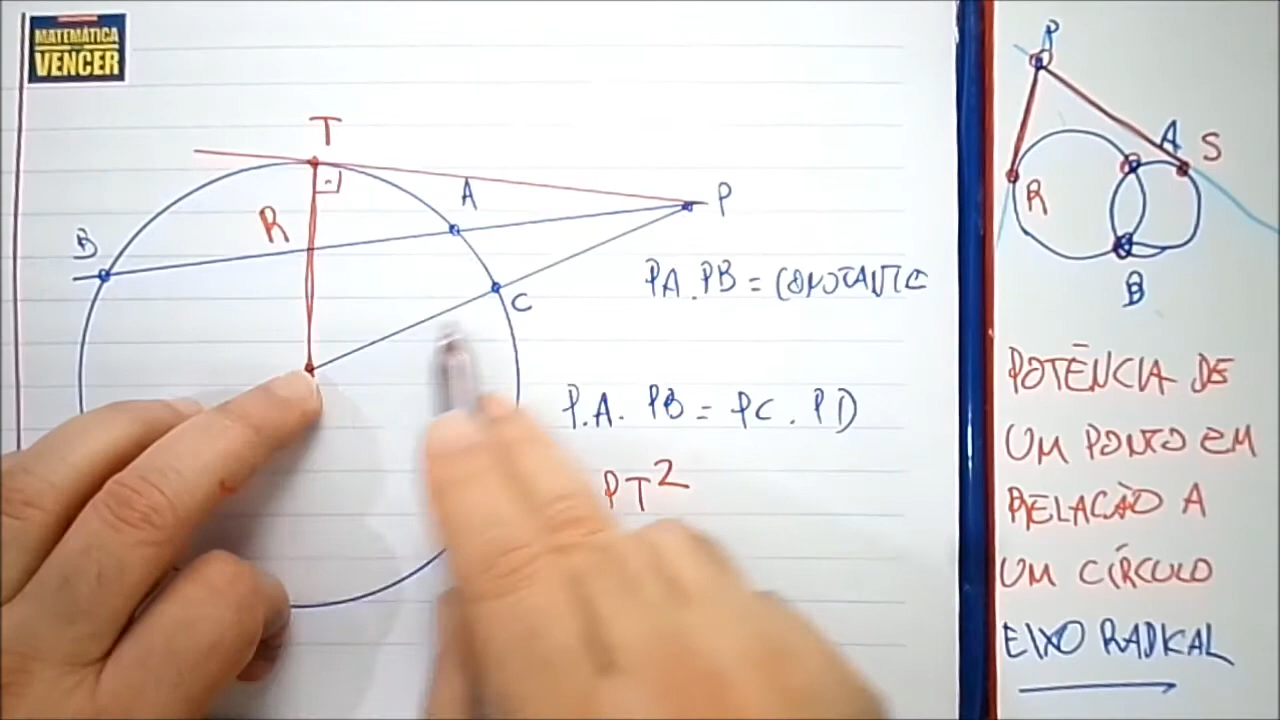 MATEMÁTICA
VENCER
T
A
P
B
R
C
PA.PB = CONSTANTE
P.A. PB = PC . PD
PT²
P
A
S
R
B
POTÊNCIA DE
UM PONTO EM
RELAÇÃO A
UM CÍRCULO
EIXO RADICAL